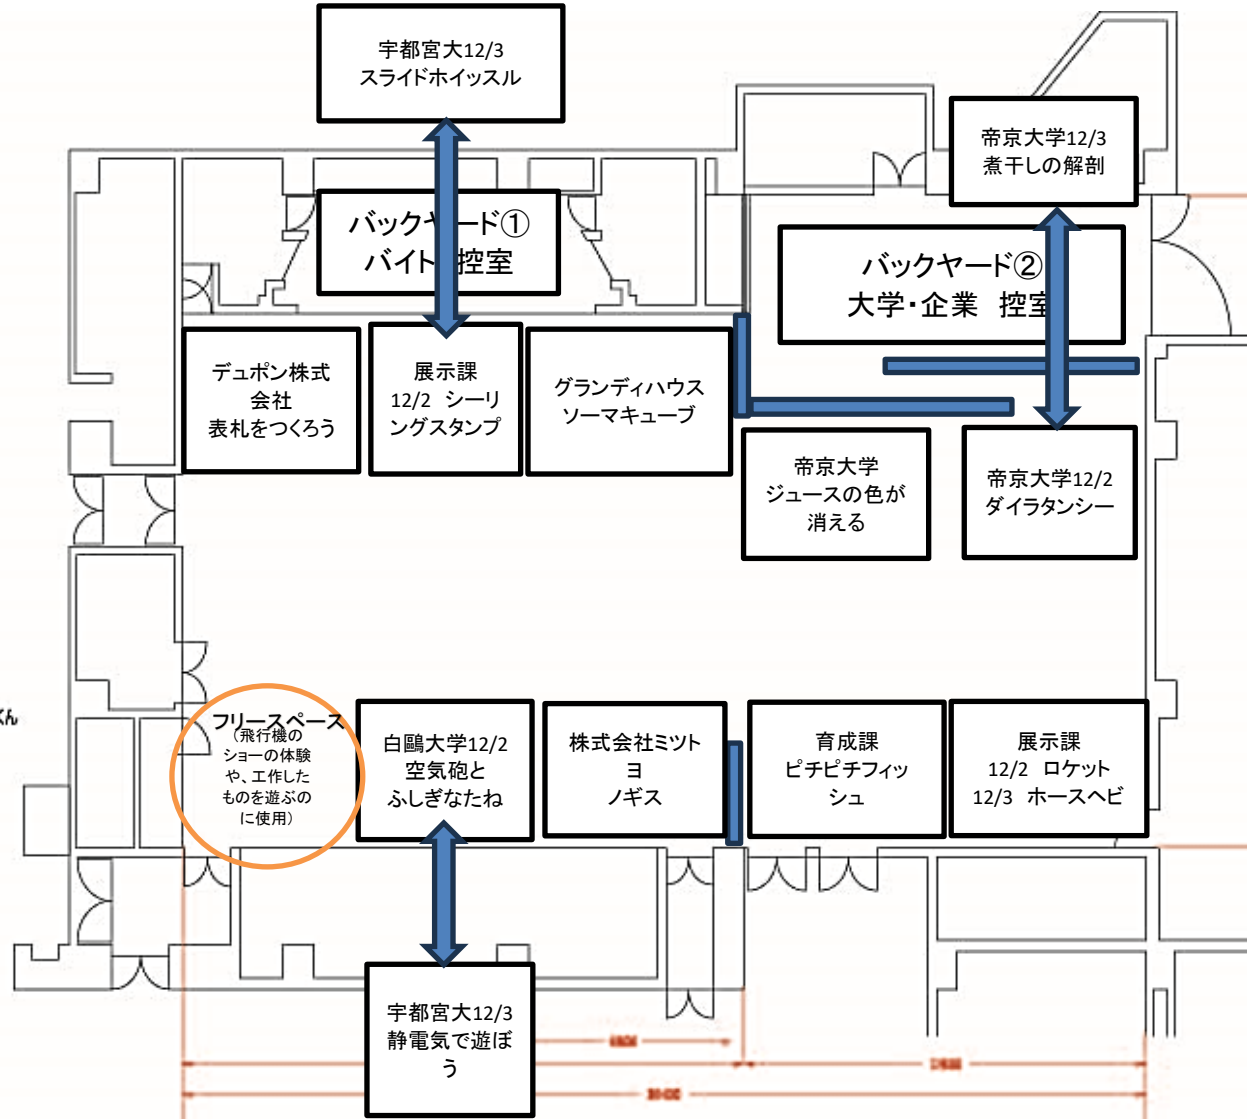 宇都宮大12/3
スライドホイッスル
帝京大学12/3
煮干しの解剖
バックヤード①
バイト 控室
バックヤード②
大学・企業 控室
デュポン株式
会社
表札をつくろう
展示課
12/2 シーリ
ングスタンプ
グランディハウス
ソーマキューブ
帝京大学
ジュースの色が
消える
帝京大学12/2
ダイラタンシー
フリースペース
（飛行機の
ショーの体験
や、工作した
ものを遊ぶの
に使用）
白鷗大学12/2
空気砲と
ふしぎなたね
株式会社ミツト
ヨ
ノギス
育成課
ピチピチフィッ
シュ
展示課
12/2 ロケット
12/3 ホースヘビ
宇都宮大12/3
静電気で遊ぼ
う